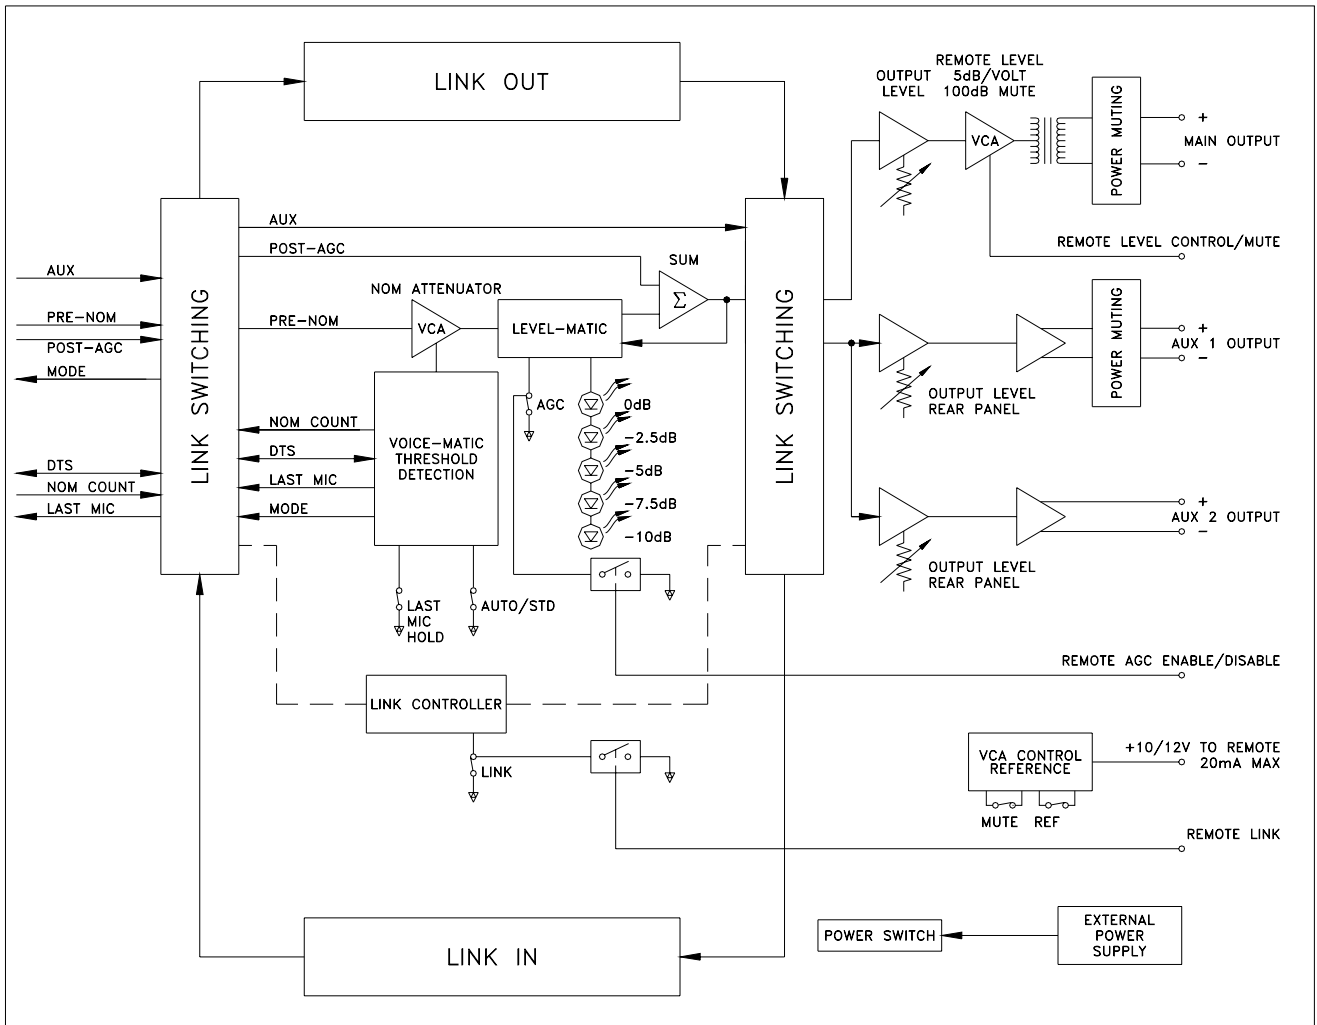 LINK OUT
OUTPUT
LEVEL
REMOTE LEVEL
5dB/VOLT
100dB MUTE
VCA
POWER MUTING
+
MAIN OUTPUT
−
REMOTE LEVEL CONTROL/MUTE
AUX
POST−AGC
SUM
Σ
AUX
NOM ATTENUATOR
PRE−NOM
POST−AGC
MODE
PRE−NOM
VCA
LEVEL−MATIC
LINK SWITCHING
LINK SWITCHING
POWER MUTING
+
AUX 1 OUTPUT
−
OUTPUT LEVEL
REAR PANEL
AGC
0dB
−2.5dB
−5dB
−7.5dB
−10dB
NOM COUNT
DTS
LAST MIC
MODE
VOICE−MATIC
THRESHOLD
DETECTION
DTS
NOM COUNT
LAST MIC
+
AUX 2 OUTPUT
−
OUTPUT LEVEL
REAR PANEL
LAST
MIC
HOLD
AUTO/STD
REMOTE AGC ENABLE/DISABLE
LINK CONTROLLER
LINK
VCA CONTROL
REFERENCE
+10/12V TO REMOTE
20mA MAX
MUTE
REF
REMOTE LINK
LINK IN
POWER SWITCH
EXTERNAL
POWER
SUPPLY